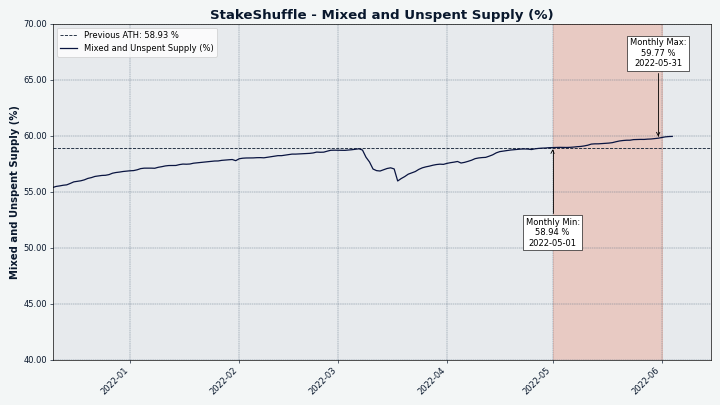 StakeShuffle - Mixed and Unspent Supply (%)
Previous ATH: 58.93 %
Mixed and Unspent Supply (%)
Monthly Max:
59.77 %
2022-05-31
Monthly Min:
58.94 %
2022-05-01
Mixed and Unspent Supply (%)
70.00
65.00
60.00
55.00
50.00
45.00
40.00
2022-01
2022-02
2022-03
2022-04
2022-05
2022-06